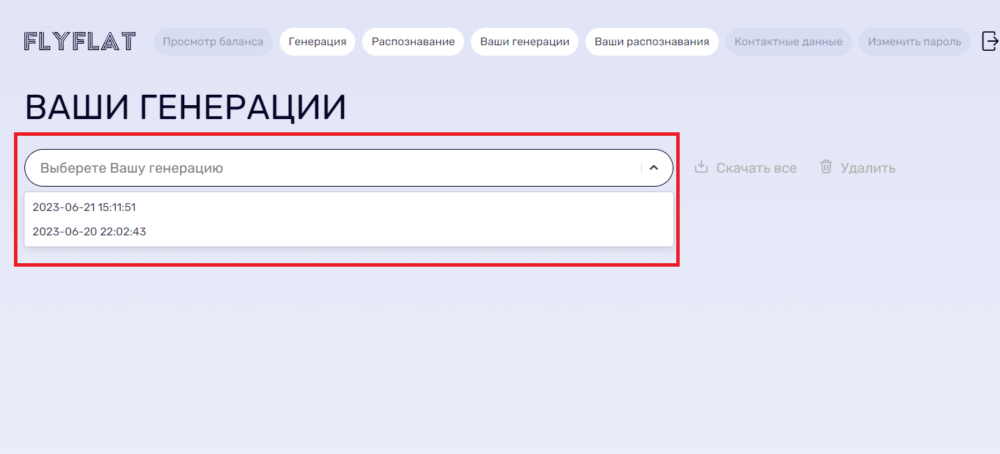 FLYFLAT Просмотр баланса Генерация Распознавание Ваши генерации Ваши распознавания Контактные данные Изменить пароль
ВАШИ ГЕНЕРАЦИИ
Выберете Вашу генерацию Скачать все Удалить
2023-06-21 15:11:51
2023-06-20 22:02:43